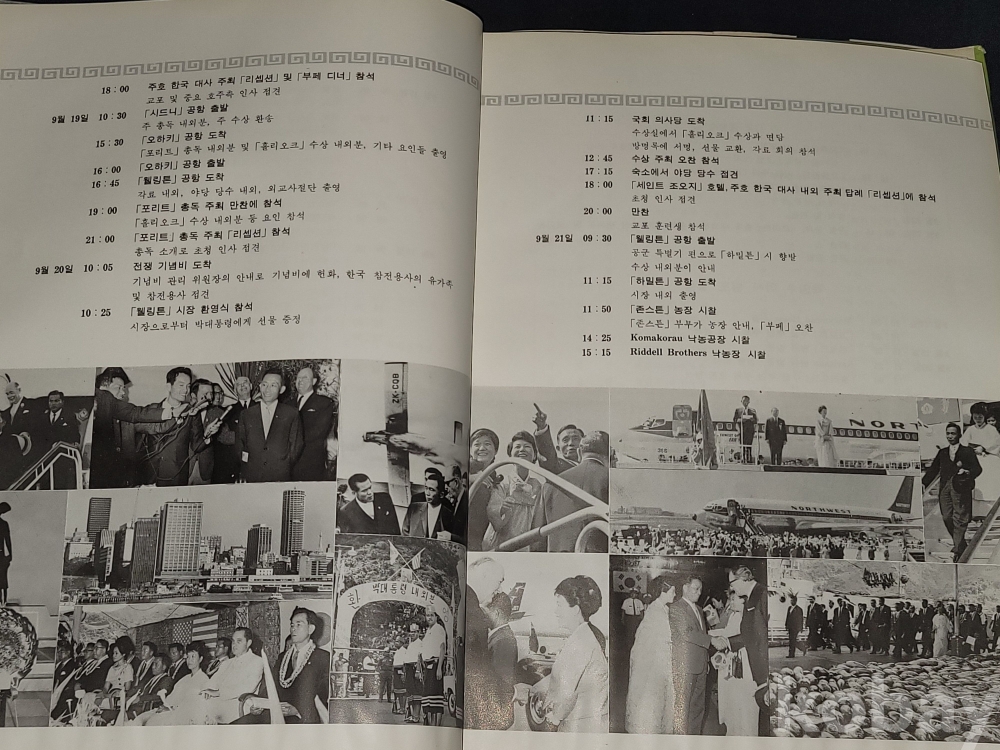 18:00 주호 한국 대사 주최 「리셉션」 및 「부페 디너」 참석
교포 및 중요 호주측 인사 접견
9월 19일 10:30 「시드니」 공항 출발
주 총독 내외분, 주 수상 환송
15:30 「오하키」 공항 도착
「포리트」 총독 내외분 및 「홀리오크」 수상 내외분, 기타 요인들 출영
16:00 「오하키」 공항 출발
16:45 「웰링톤」 공항 도착
각료 내외, 야당 당수 내외, 외교사절단 출영
19:00 「포리트」 총독 주최 만찬에 참석
「홀리오크」 수상 내외분 등 요인 참석
21:00 「포리트」 총독 주최 「리셉션」 참석
총독 소개로 초청 인사 접견
9월 20일 10:05 전쟁 기념비 도착
기념비 관리 위원장의 안내로 기념비에 헌화, 한국 참전용사의 유가족
및 참전용사 접견
10:25 「웰링톤」 시장 환영식 참석
시장으로부터 박대통령에게 선물 증정
11:15 국회 의사당 도착
수상실에서 「홀리오크」 수상과 면담
방명록에 서명, 선물 교환, 각료 회의 참석
12:45 수상 주최 오찬 참석
17:15 숙소에서 야당 당수 접견
18:00 「세인트 조오지」 호텔, 주호 한국 대사 내외 주최 답례 「리셉션」에 참석
초청 인사 접견
20:00 만찬
교포 훈련생 참석
9월 21일 09:30 「웰링톤」 공항 출발
공군 특별기 편으로 「하밀튼」 시 향발
수상 내외분이 안내
11:15 「하밀튼」 공항 도착
시장 내외 출영
11:50 「존스튼」 농장 시찰
「존스튼」 부부가 농장 안내, 「부페」 오찬
14:25 Komakorau 낙농공장 시찰
15:15 Riddell Brothers 낙농장 시찰
ZK-CQB
NORTHWEST
박대통령 내외분
kobay